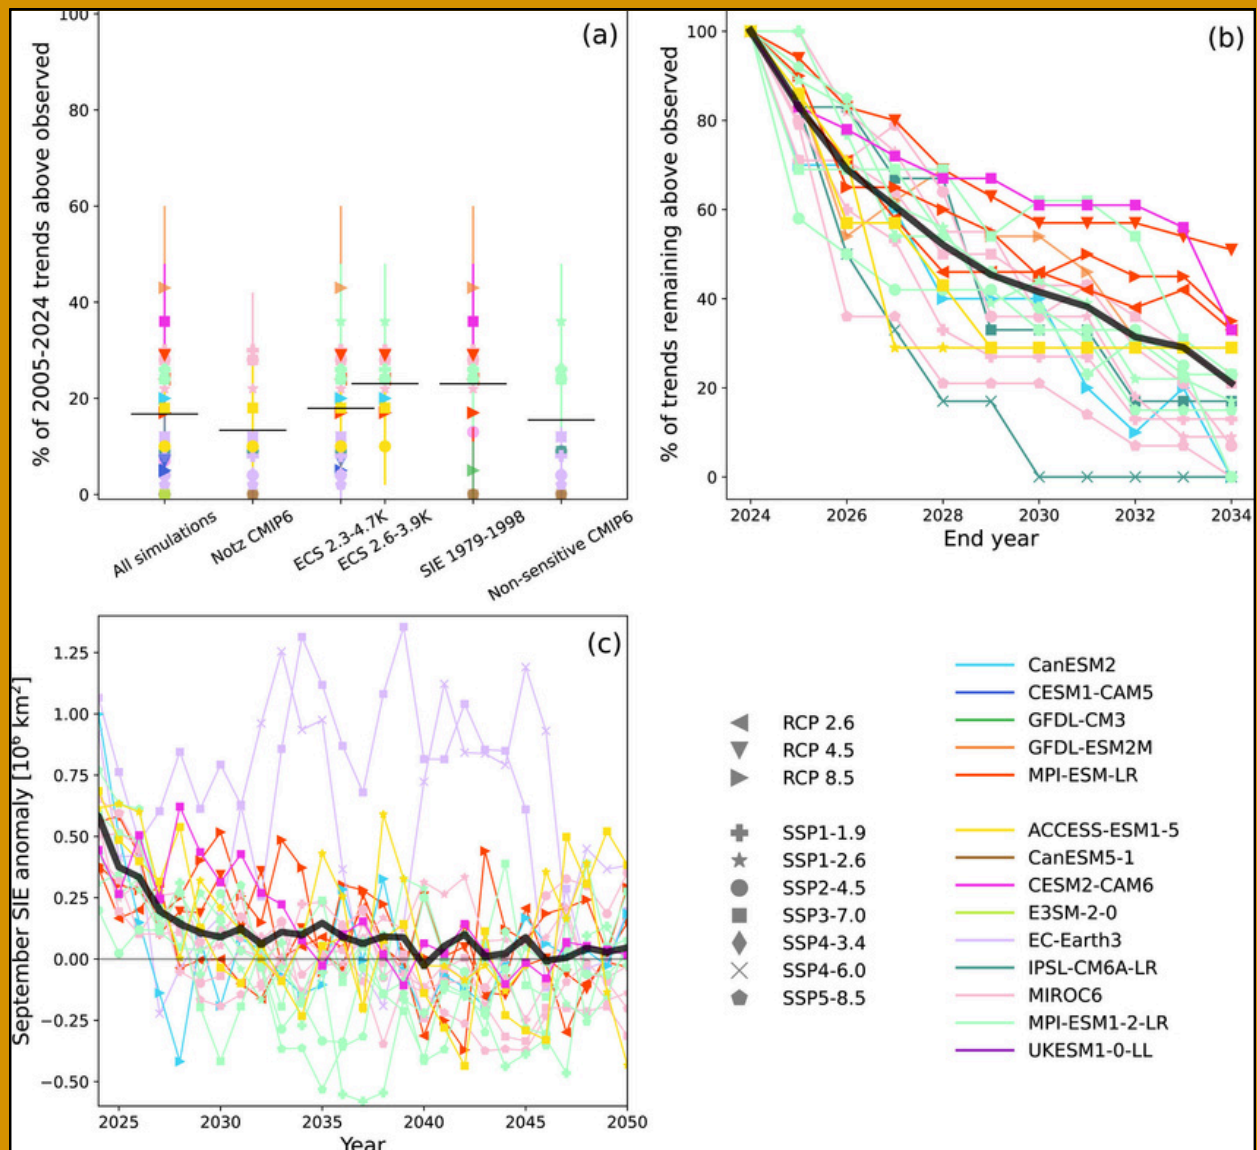 (a)
% of 2005-2024 trends above observed
100
80
60
40
20
0
All simulations
Notz CMIP6
ECS 2.3-4.7K
ECS 2.6-3.9K
SIE 1979-1998
Non-sensitive CMIP6
(b)
% of trends remaining above observed
100
80
60
40
20
0
2024 2026 2028 2030 2032 2034
End year
(c)
September SIE anomaly [10⁶ km²]
1.25
1.00
0.75
0.50
0.25
0.00
−0.25
−0.50
2025 2030 2035 2040 2045 2050
Year
RCP 2.6
RCP 4.5
RCP 8.5
SSP1-1.9
SSP1-2.6
SSP2-4.5
SSP3-7.0
SSP4-3.4
SSP4-6.0
SSP5-8.5
CanESM2
CESM1-CAM5
GFDL-CM3
GFDL-ESM2M
MPI-ESM-LR
ACCESS-ESM1-5
CanESM5-1
CESM2-CAM6
E3SM-2-0
EC-Earth3
IPSL-CM6A-LR
MIROC6
MPI-ESM1-2-LR
UKESM1-0-LL